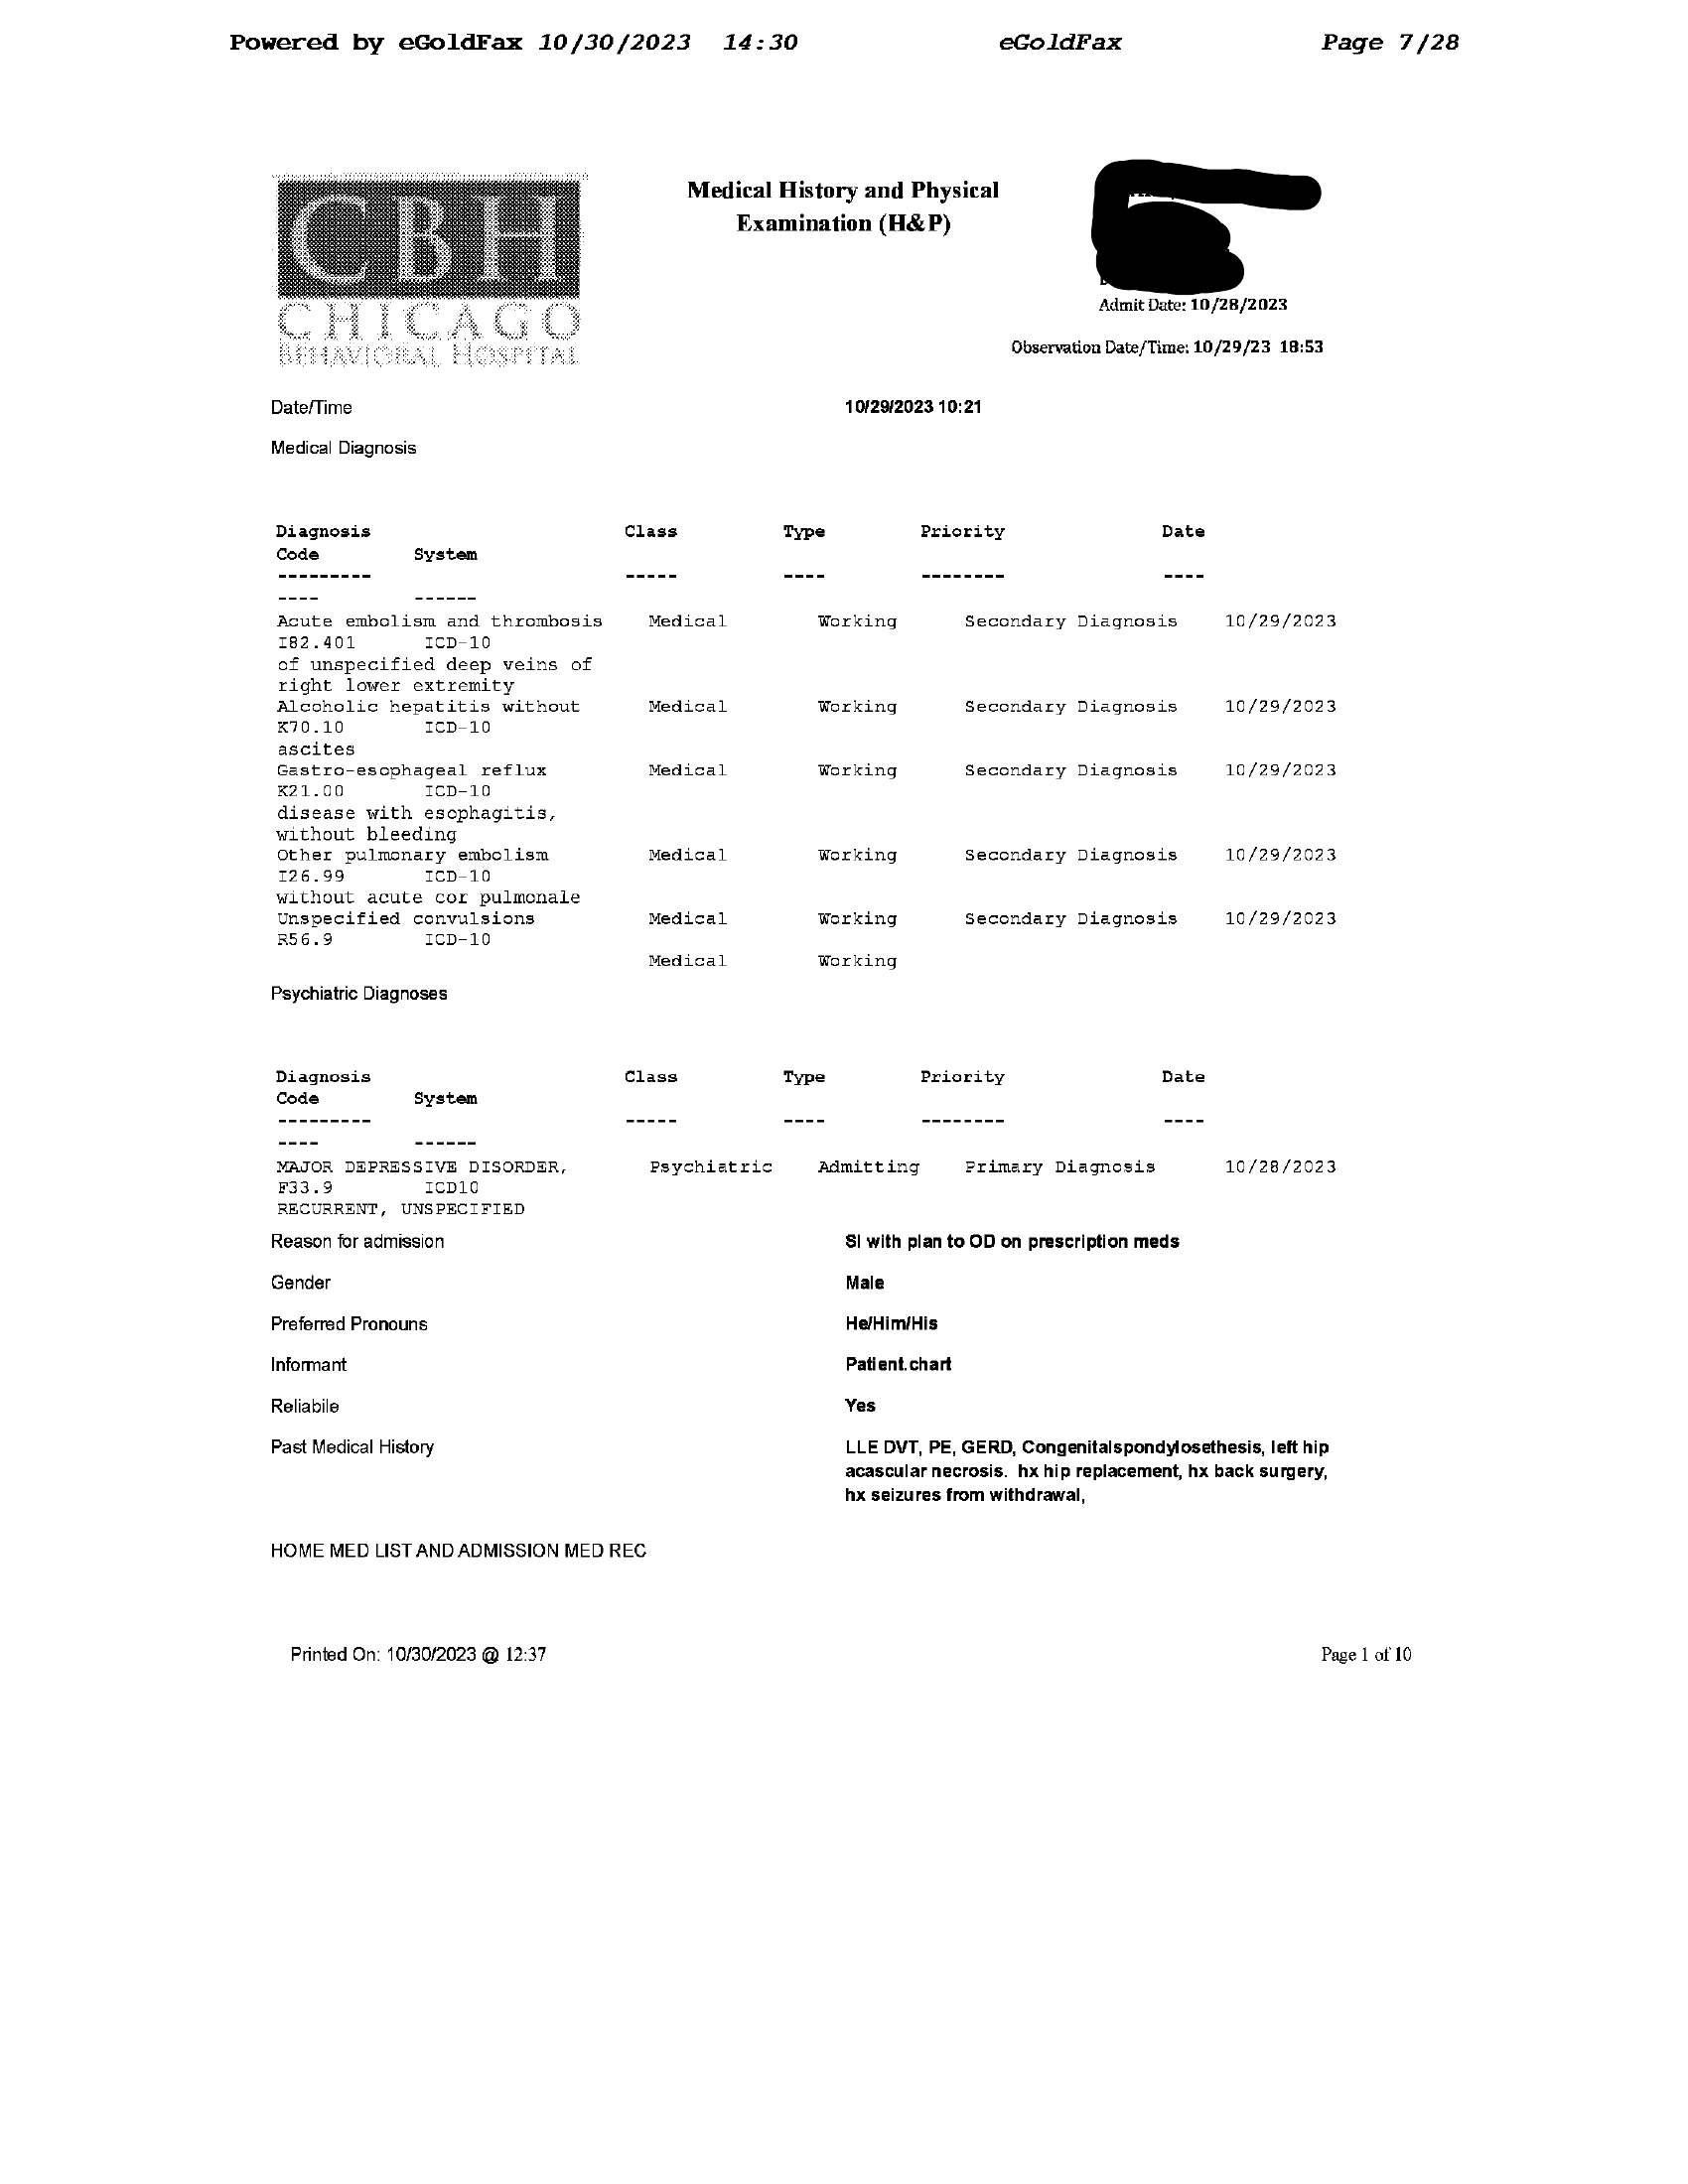 Powered by eGoldFax 10/30/2023 14:30 eGoldFax Page 7/28
CBH
CHICAGO
BEHAVIORAL HOSPITAL
Medical History and Physical
Examination (H&P)
Admit Date: 10/28/2023
Observation Date/Time: 10/29/23 18:53
Date/Time 10/29/2023 10:21
Medical Diagnosis
Diagnosis Class Type Priority Date
Code System
--------- ----- ---- -------- ----
---- ------
Acute embolism and thrombosis Medical Working Secondary Diagnosis 10/29/2023
I82.401 ICD-10
of unspecified deep veins of
right lower extremity
Alcoholic hepatitis without Medical Working Secondary Diagnosis 10/29/2023
K70.10 ICD-10
ascites
Gastro-esophageal reflux Medical Working Secondary Diagnosis 10/29/2023
K21.00 ICD-10
disease with esophagitis,
without bleeding
Other pulmonary embolism Medical Working Secondary Diagnosis 10/29/2023
I26.99 ICD-10
without acute cor pulmonale
Unspecified convulsions Medical Working Secondary Diagnosis 10/29/2023
R56.9 ICD-10
Medical Working
Psychiatric Diagnoses
Diagnosis Class Type Priority Date
Code System
--------- ----- ---- -------- ----
---- ------
MAJOR DEPRESSIVE DISORDER, Psychiatric Admitting Primary Diagnosis 10/28/2023
F33.9 ICD10
RECURRENT, UNSPECIFIED
Reason for admission SI with plan to OD on prescription meds
Gender Male
Preferred Pronouns He/Him/His
Informant Patient.chart
Reliabile Yes
Past Medical History LLE DVT, PE, GERD, Congenitalspondylosethesis, left hip
acascular necrosis. hx hip replacement, hx back surgery,
hx seizures from withdrawal,
HOME MED LIST AND ADMISSION MED REC
Printed On: 10/30/2023 @ 12:37 Page 1 of 10